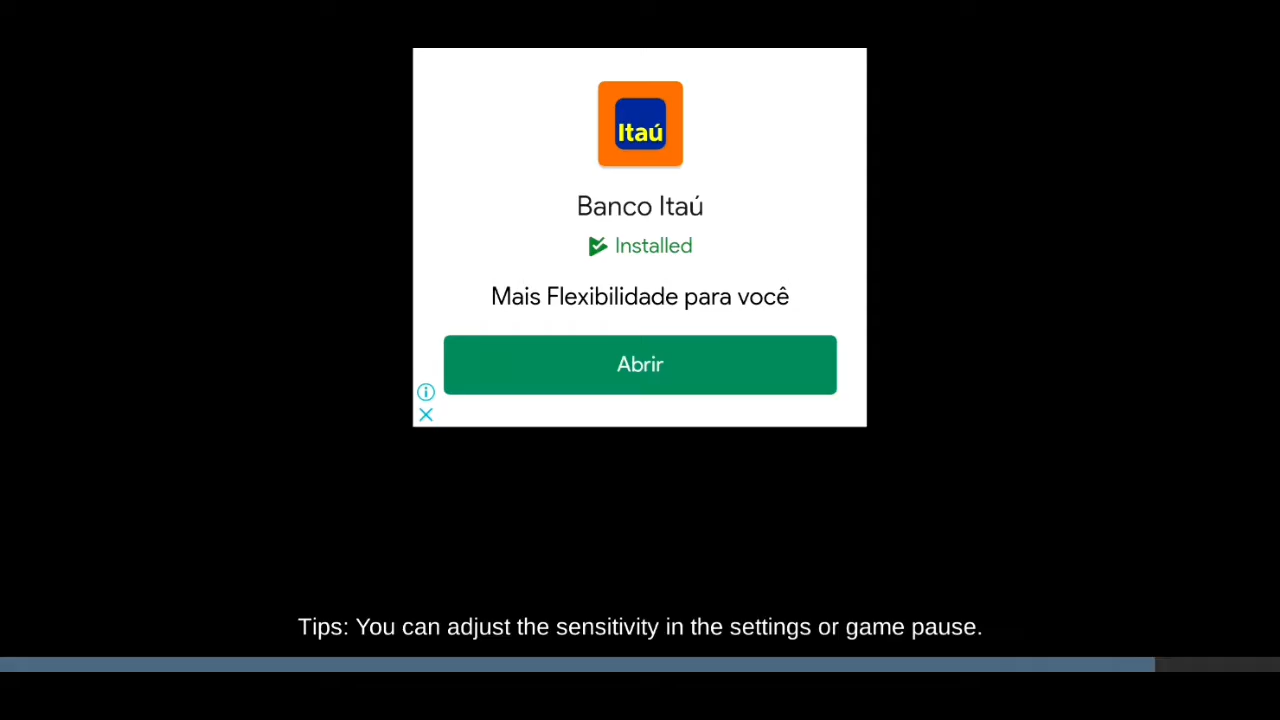 Itaú
Banco Itaú
Installed
Mais Flexibilidade para você
Abrir
Tips: You can adjust the sensitivity in the settings or game pause.